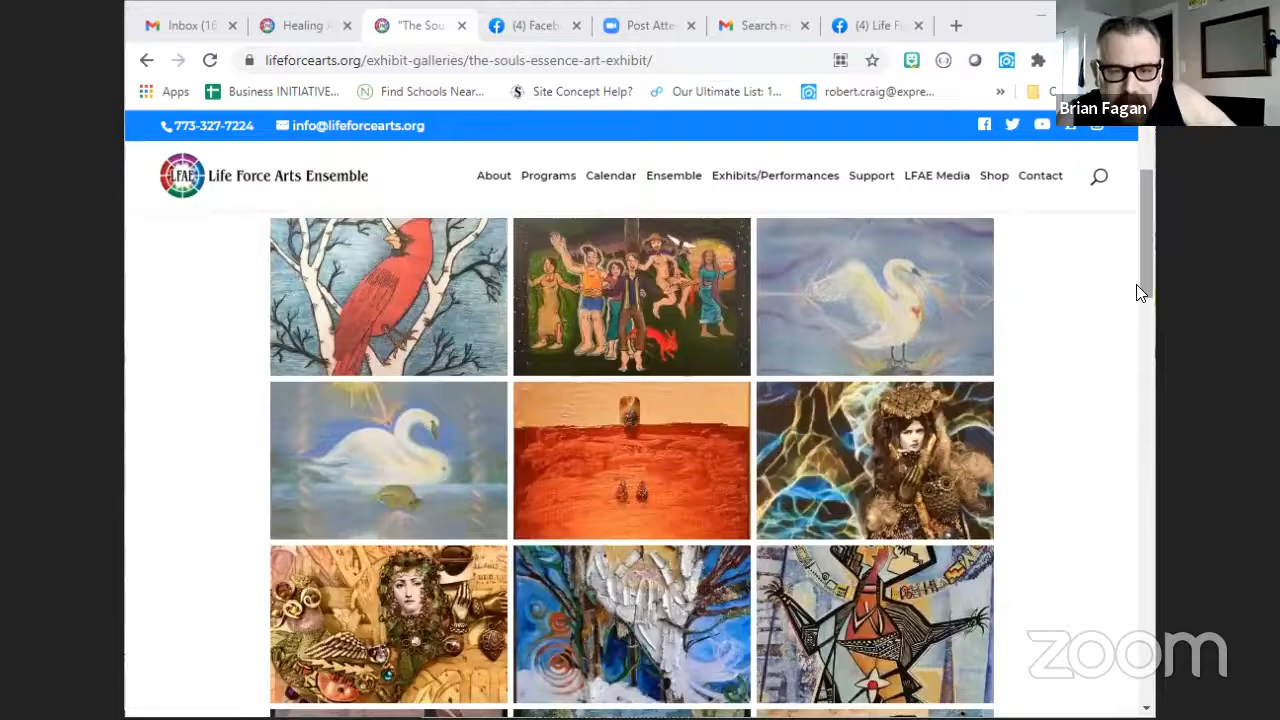 Inbox (16
Healing A
"The Sou
(4) Faceb
Post Atte
Search re
(4) Life F
lifeforcearts.org/exhibit-galleries/the-souls-essence-art-exhibit/
Apps
Business INITIATIVE...
Find Schools Near...
Site Concept Help?
Our Ultimate List: 1...
robert.craig@expre...
»
Brian Fagan
773-327-7224
info@lifeforcearts.org
LFAE
Life Force Arts Ensemble
About
Programs
Calendar
Ensemble
Exhibits/Performances
Support
LFAE Media
Shop
Contact
zoom